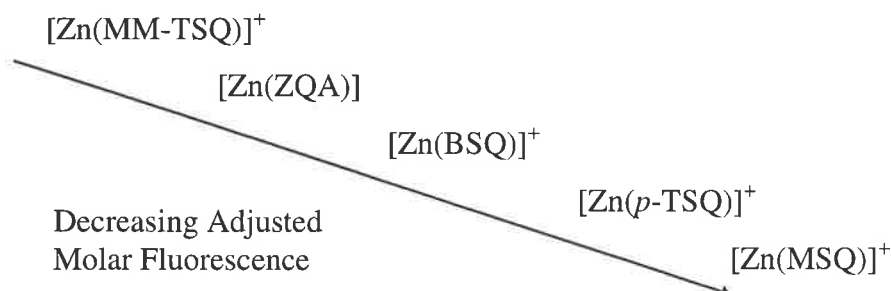 [Zn(MM-TSQ)]⁺
[Zn(ZQA)]
[Zn(BSQ)]⁺
[Zn(p-TSQ)]⁺
Decreasing Adjusted
Molar Fluorescence
[Zn(MSQ)]⁺